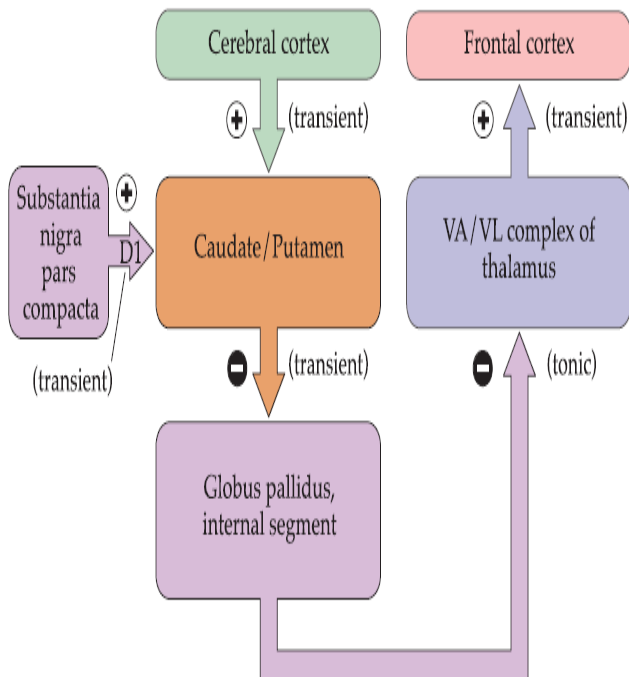 Cerebral cortex
Frontal cortex
+
(transient)
+
(transient)
+
Substantia
nigra
pars
compacta
D1
(transient)
Caudate/Putamen
VA/VL complex of
thalamus
−
(transient)
−
(tonic)
Globus pallidus,
internal segment